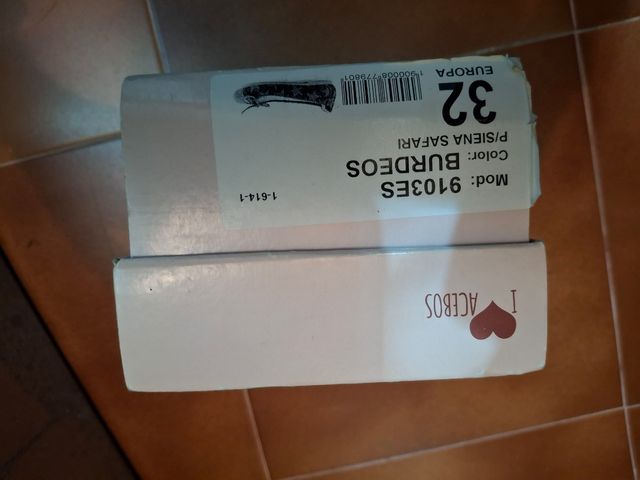 I ♥ ACEBOS
Mod: 9103ES
Color: BURDEOS
P/SIENA SAFARI
32
EUROPA
1-614-1